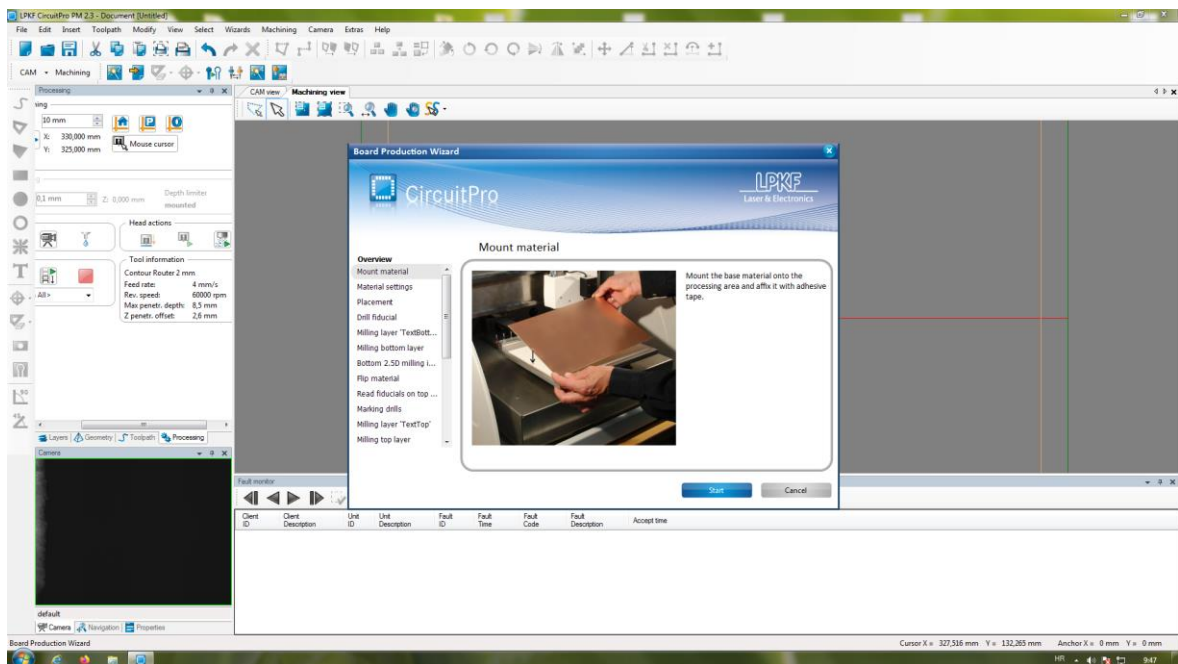 LPKF CircuitPro PM 2.3 - Document [Untitled]
File Edit Insert Toolpath Modify View Select Wizards Machining Camera Extras Help
CAM Machining
Processing
CAM view Machining view
10 mm
X: 330,000 mm
Y: 325,000 mm
Mouse cursor
0,1 mm Z: 0,000 mm Depth limiter
mounted
Head actions
Tool information
Contour Router 2 mm
Feed rate: 4 mm/s
Rev. speed: 60000 rpm
Max penetr. depth: 8,5 mm
Z penetr. offset: 2,6 mm
All>
Layers Geometry Toolpath Processing
Camera
default
Camera Navigation Properties
Board Production Wizard
CircuitPro
LPKF
Laser & Electronics
Mount material
Overview
Mount material
Material settings
Placement
Drill fiducial
Milling layer 'TextBott...
Milling bottom layer
Bottom 2.5D milling i...
Flip material
Read fiducials on top ...
Marking drills
Milling layer 'TextTop'
Milling top layer
Mount the base material onto the
processing area and affix it with adhesive
tape.
Start Cancel
Fault monitor
Client ID
Client Description
Unit ID
Unit Description
Fault ID
Fault Time
Fault Code
Fault Description
Accept time
Board Production Wizard
Cursor X = 327,516 mm Y = 132,265 mm Anchor X = 0 mm Y = 0 mm
HR 9:47